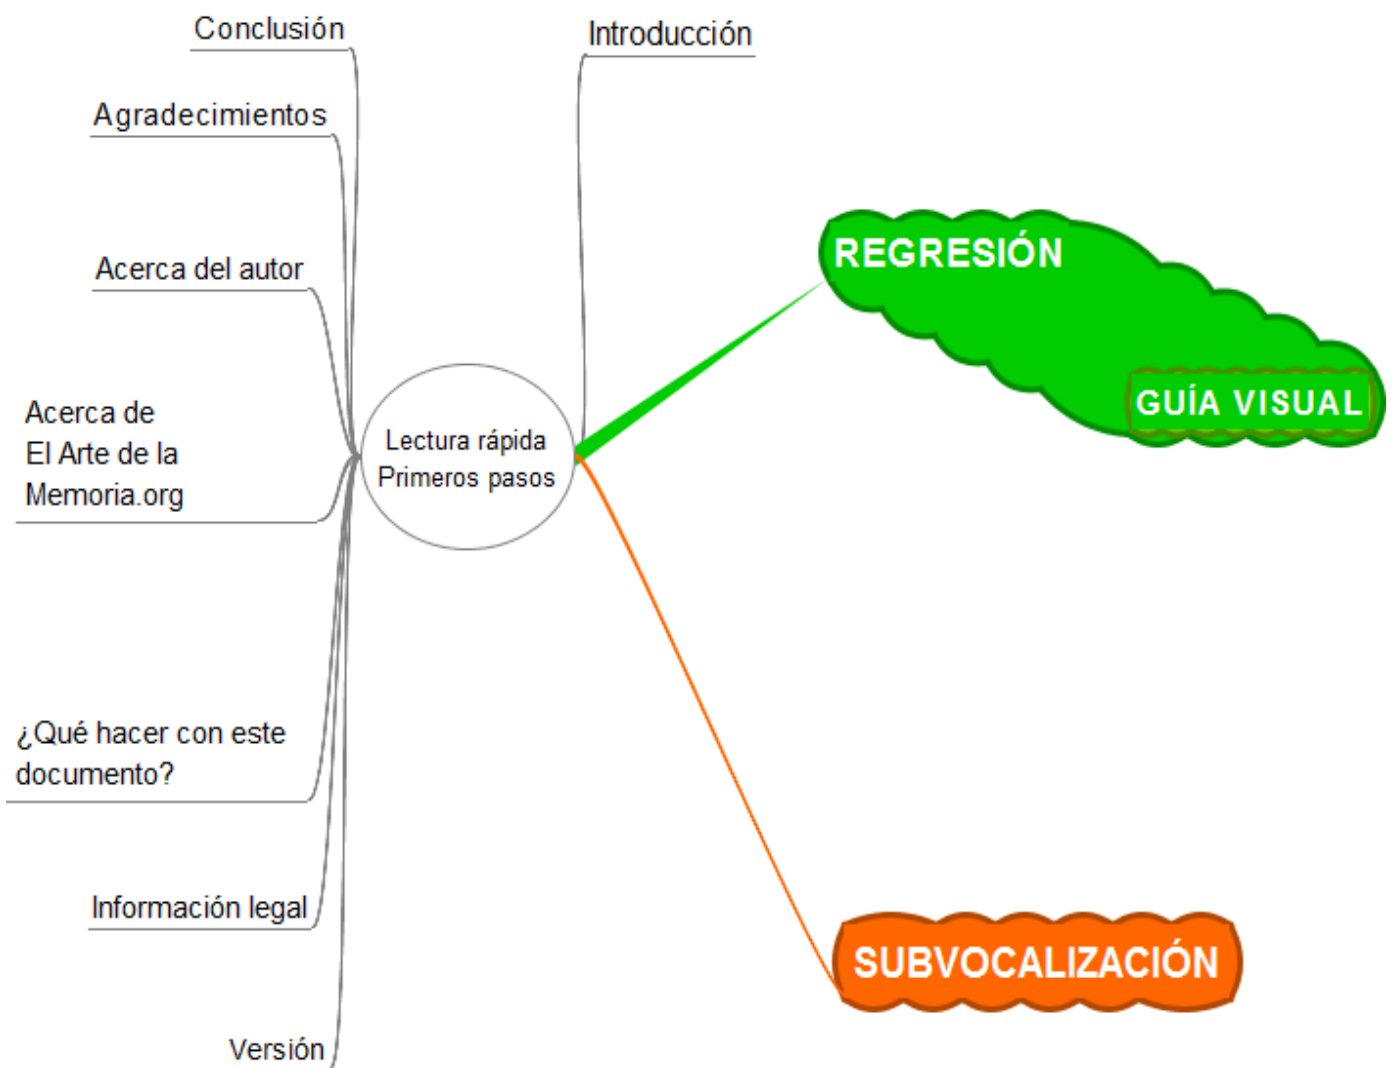 Conclusión
Introducción
Agradecimientos
REGRESIÓN
Acerca del autor
GUÍA VISUAL
Acerca de
El Arte de la
Memoria.org
Lectura rápida
Primeros pasos
¿Qué hacer con este
documento?
Información legal
SUBVOCALIZACIÓN
Versión